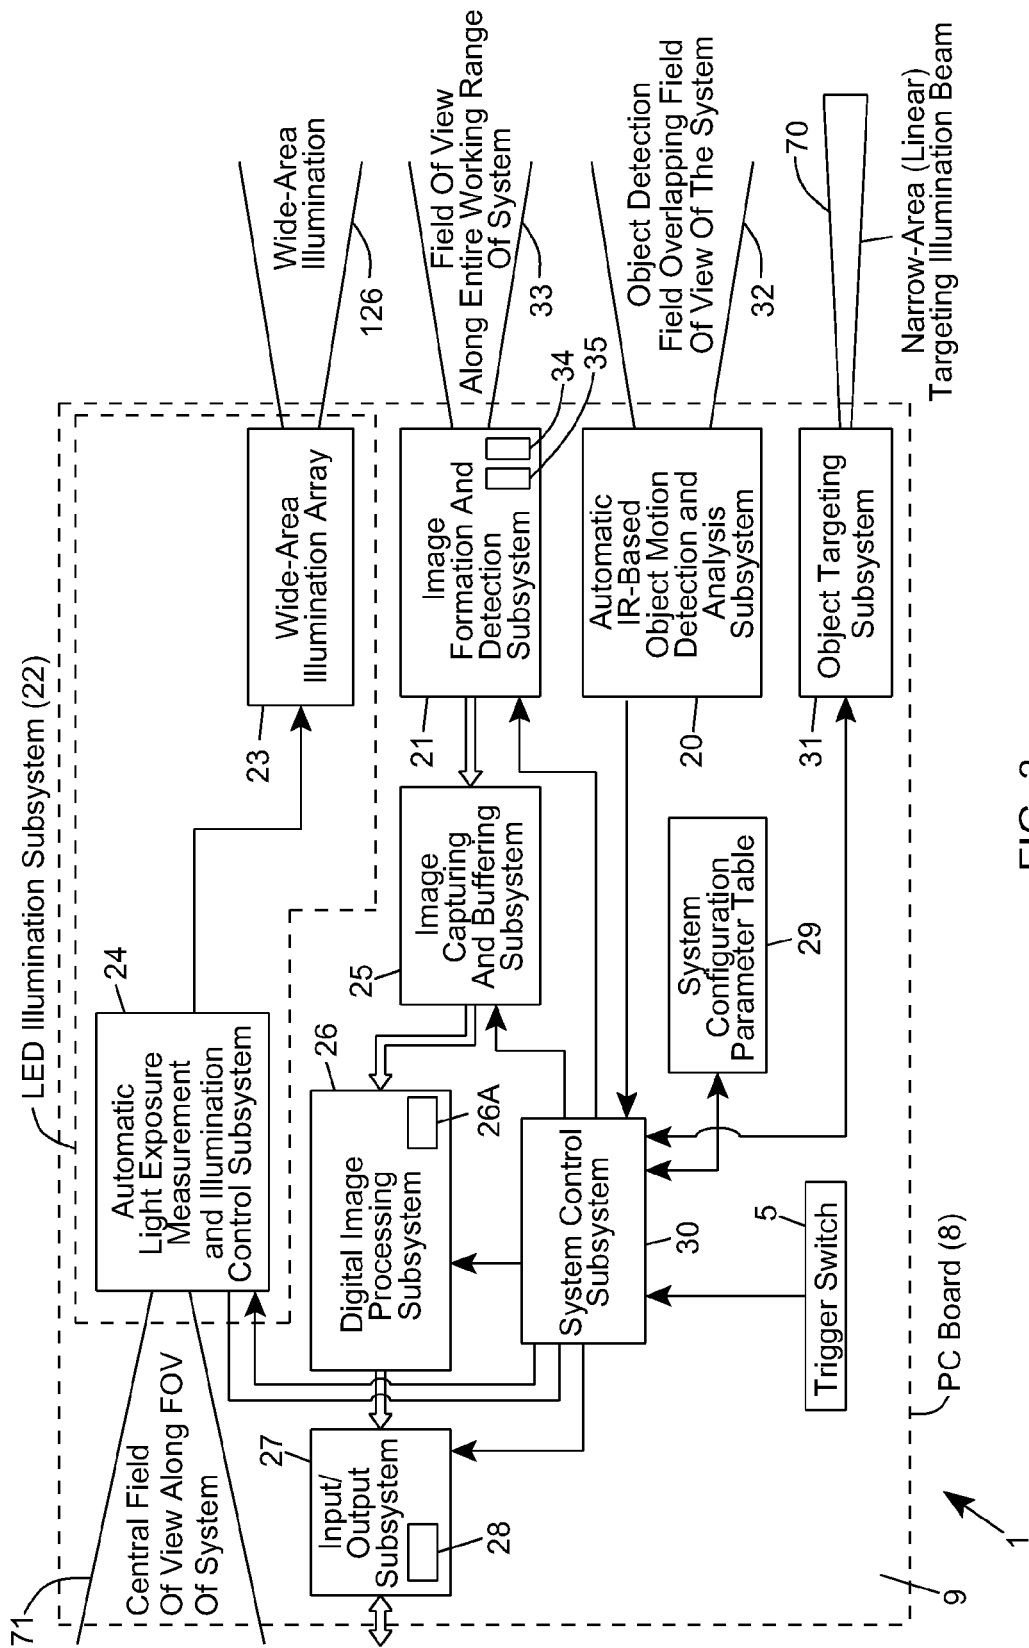 LED Illumination Subsystem (22)
71
Central Field
Of View Along FOV
Of System
24
Automatic
Light Exposure
Measurement
and Illumination
Control Subsystem
23
Wide-Area
Illumination Array
Wide-Area
Illumination
126
27
Input/
Output
Subsystem
28
26
Digital Image
Processing
Subsystem
26A
25
Image
Capturing
And Buffering
Subsystem
21
Image
Formation And
Detection
Subsystem
34
35
Field Of View
Along Entire Working Range
Of System
33
System Control
Subsystem
30
20
Automatic
IR-Based
Object Motion
Detection and
Analysis
Subsystem
Object Detection
Field Overlapping Field
Of View Of The System
32
System
Configuration
Parameter Table
29
5
Trigger Switch
31
Object Targeting
Subsystem
70
Narrow-Area (Linear)
Targeting Illumination Beam
PC Board (8)
9
1